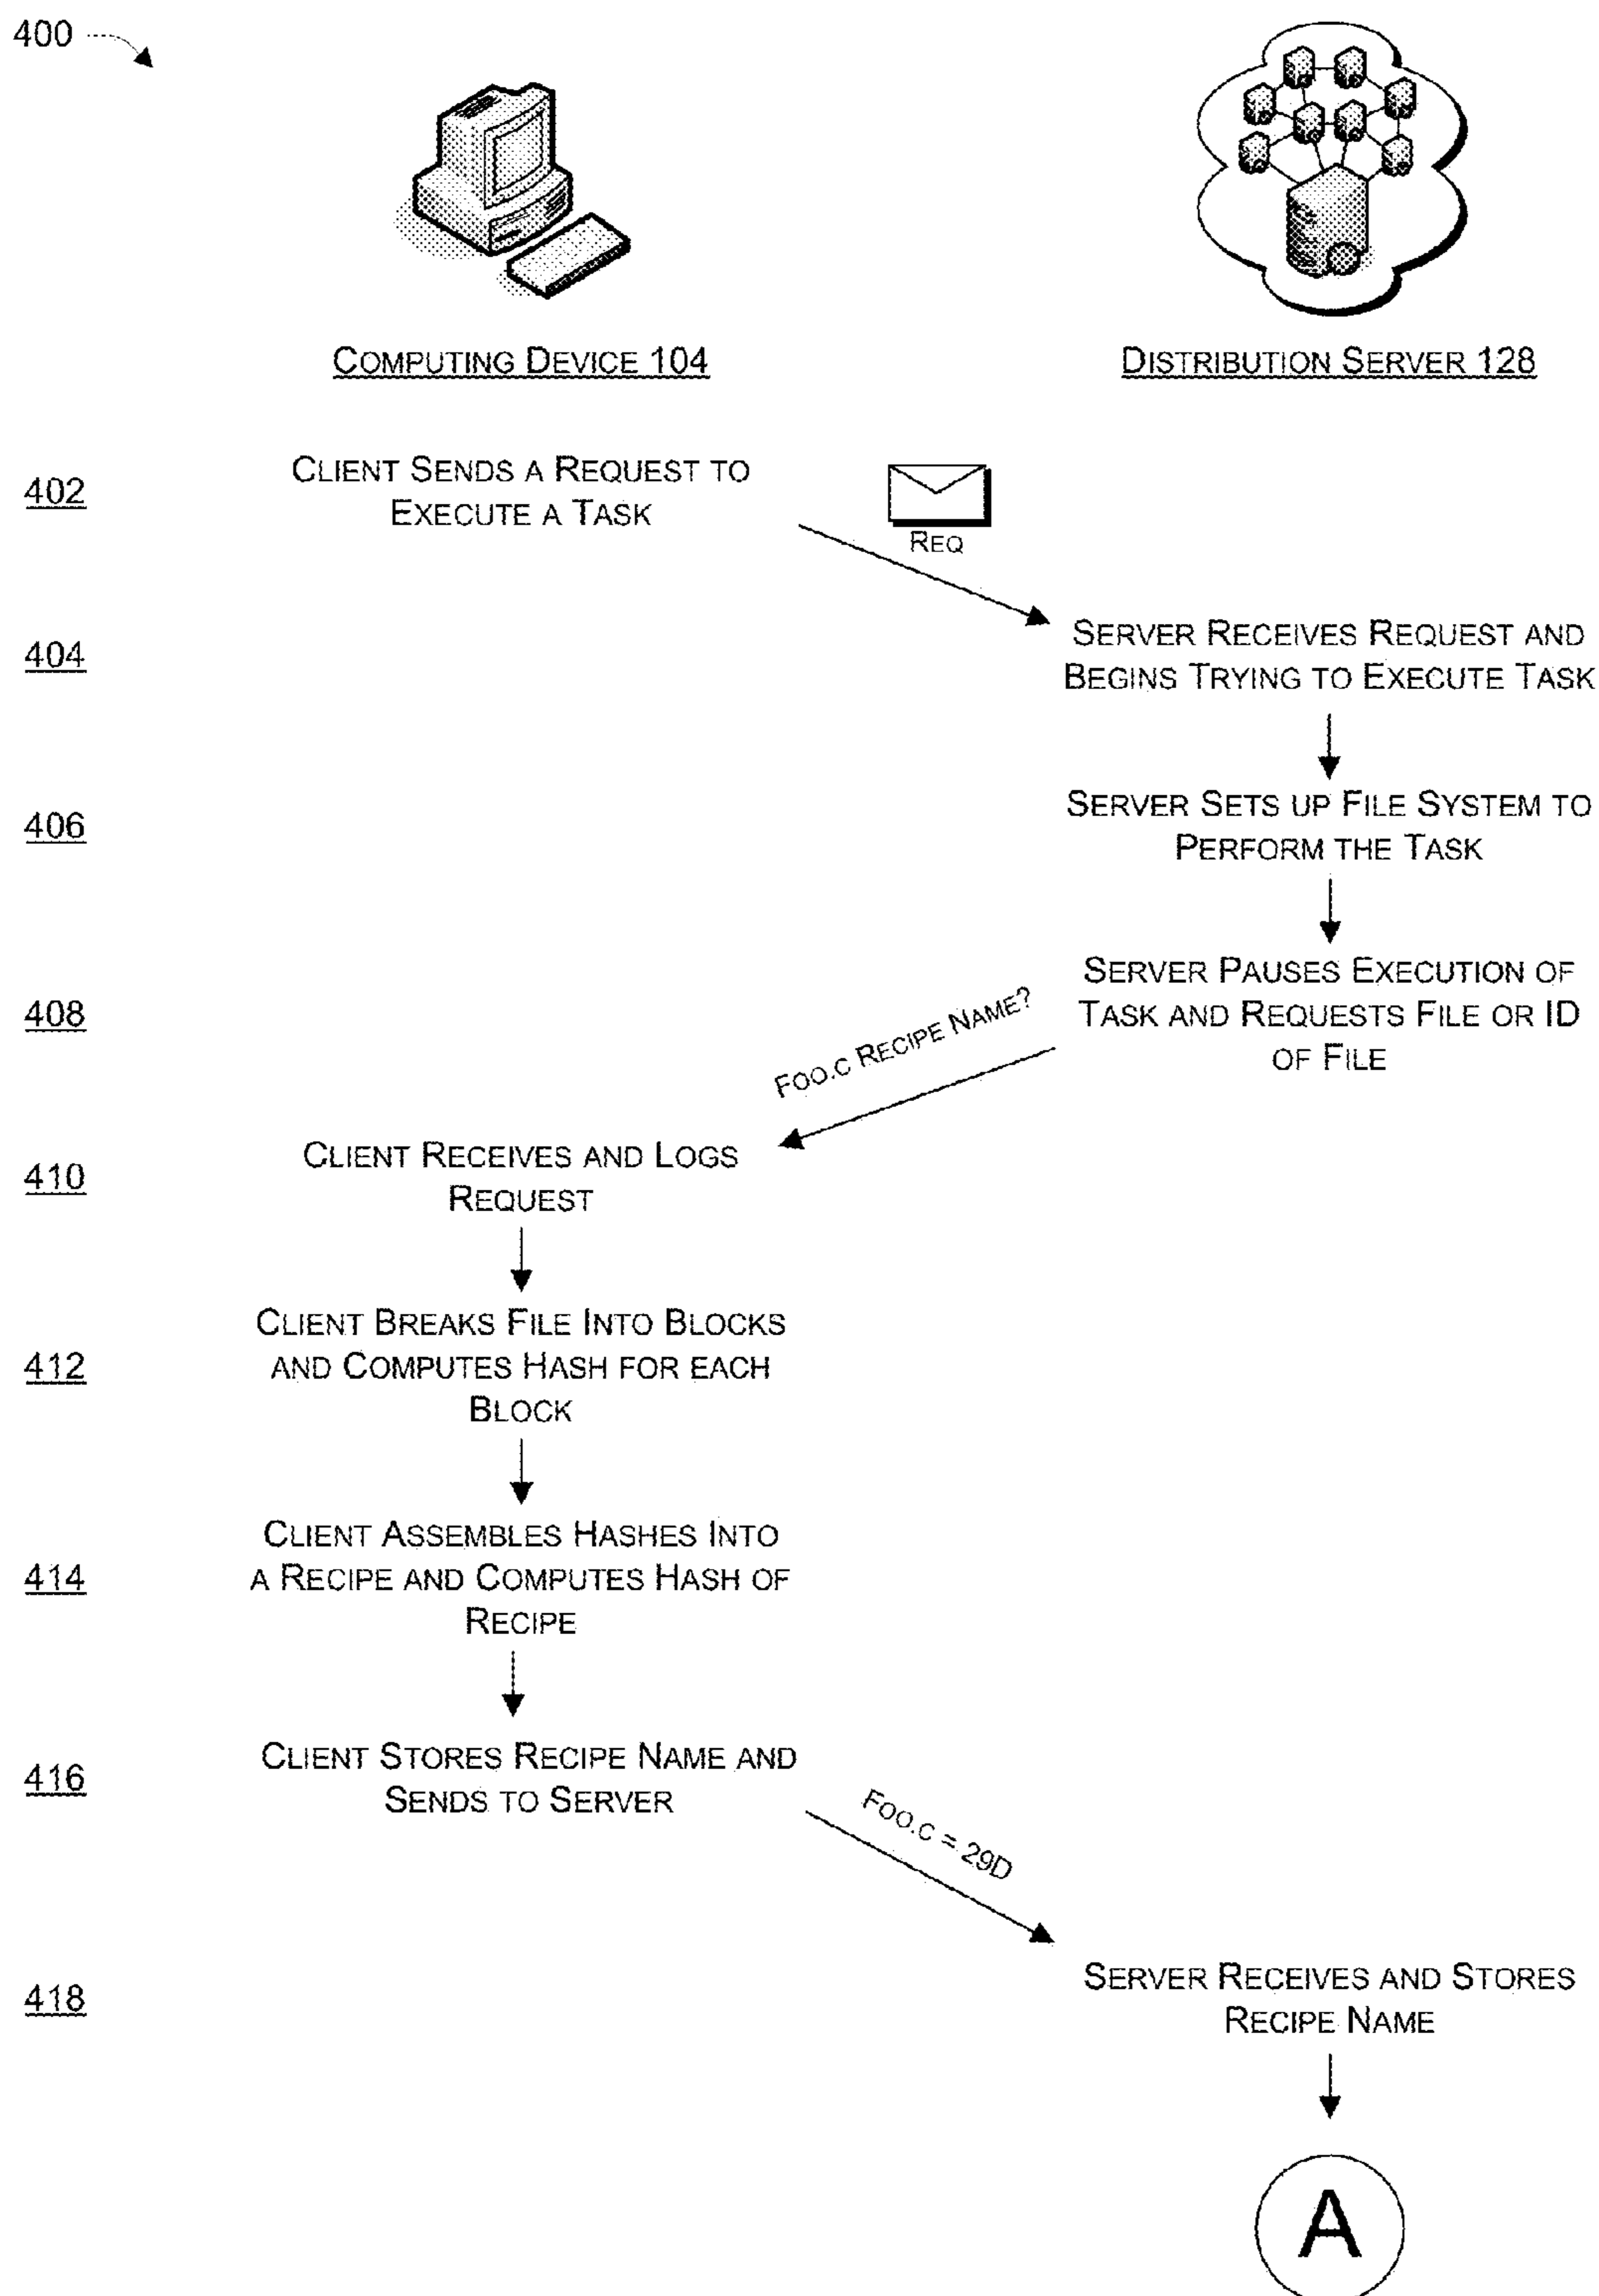 400
COMPUTING DEVICE 104
DISTRIBUTION SERVER 128
402
CLIENT SENDS A REQUEST TO
EXECUTE A TASK
REQ
404
SERVER RECEIVES REQUEST AND
BEGINS TRYING TO EXECUTE TASK
406
SERVER SETS UP FILE SYSTEM TO
PERFORM THE TASK
408
SERVER PAUSES EXECUTION OF
TASK AND REQUESTS FILE OR ID
OF FILE
FOO.C RECIPE NAME?
410
CLIENT RECEIVES AND LOGS
REQUEST
412
CLIENT BREAKS FILE INTO BLOCKS
AND COMPUTES HASH FOR EACH
BLOCK
414
CLIENT ASSEMBLES HASHES INTO
A RECIPE AND COMPUTES HASH OF
RECIPE
416
CLIENT STORES RECIPE NAME AND
SENDS TO SERVER
FOO.C = 29D
418
SERVER RECEIVES AND STORES
RECIPE NAME
A